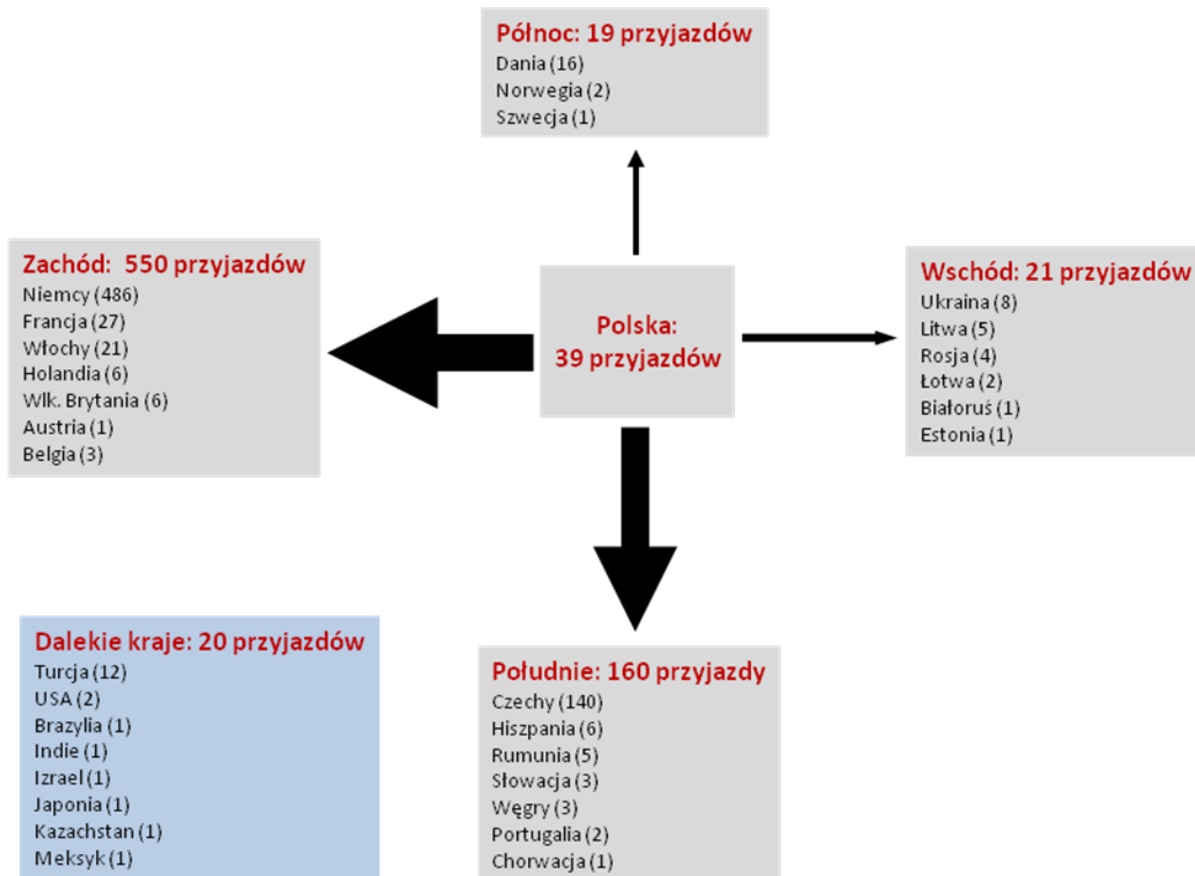 Północ: 19 przyjazdów
Dania (16)
Norwegia (2)
Szwecja (1)
Zachód: 550 przyjazdów
Niemcy (486)
Francja (27)
Włochy (21)
Holandia (6)
Wlk. Brytania (6)
Austria (1)
Belgia (3)
Polska:
39 przyjazdów
Wschód: 21 przyjazdów
Ukraina (8)
Litwa (5)
Rosja (4)
Łotwa (2)
Białoruś (1)
Estonia (1)
Dalekie kraje: 20 przyjazdów
Turcja (12)
USA (2)
Brazylia (1)
Indie (1)
Izrael (1)
Japonia (1)
Kazachstan (1)
Meksyk (1)
Południe: 160 przyjazdy
Czechy (140)
Hiszpania (6)
Rumunia (5)
Słowacja (3)
Węgry (3)
Portugalia (2)
Chorwacja (1)